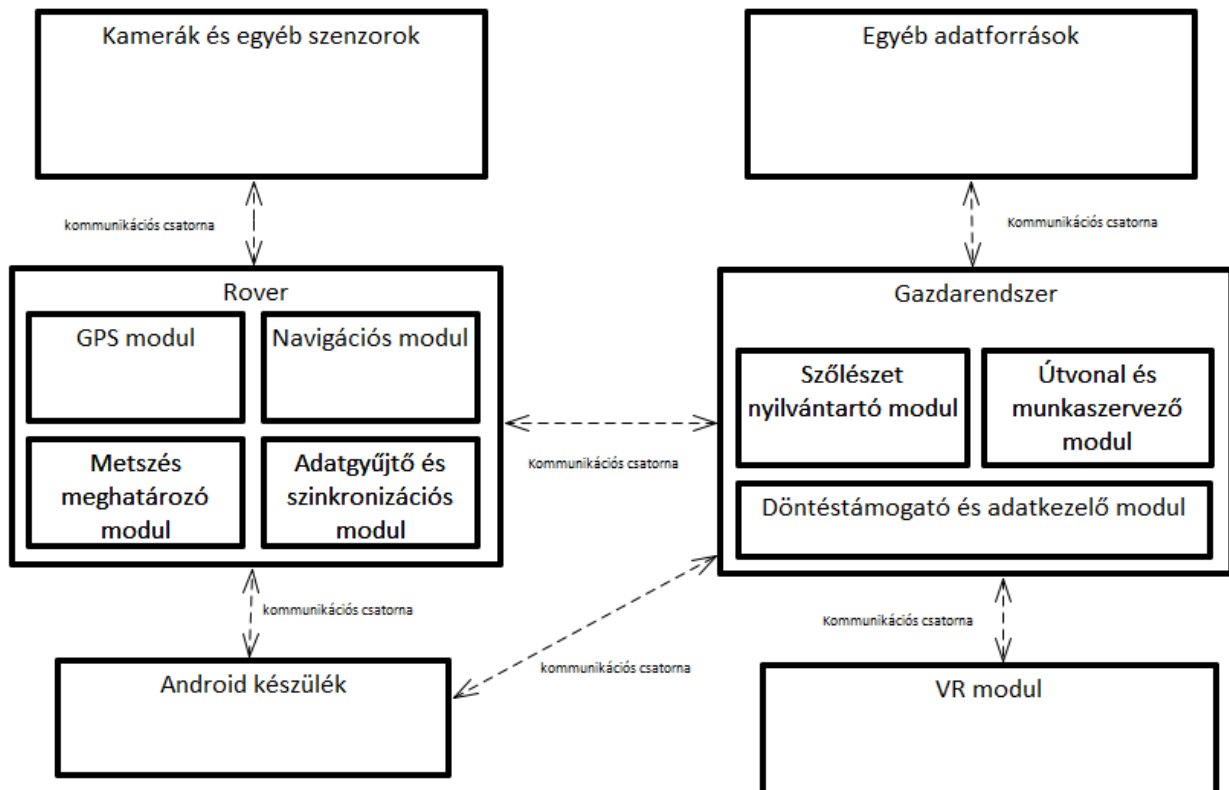 Kamerák és egyéb szenzorok
Egyéb adatforrások
kommunikációs csatorna
Kommunikációs csatorna
Rover
GPS modul
Navigációs modul
Metszés
meghatározó
modul
Adatgyűjtő és
szinkronizációs
modul
Kommunikációs csatorna
Gazdarendszer
Szőlészet
nyilvántartó modul
Útvonal és
munkaszervező
modul
Döntéstámogató és adatkezelő modul
kommunikációs csatorna
kommunikációs csatorna
Kommunikációs csatorna
Android készülék
VR modul